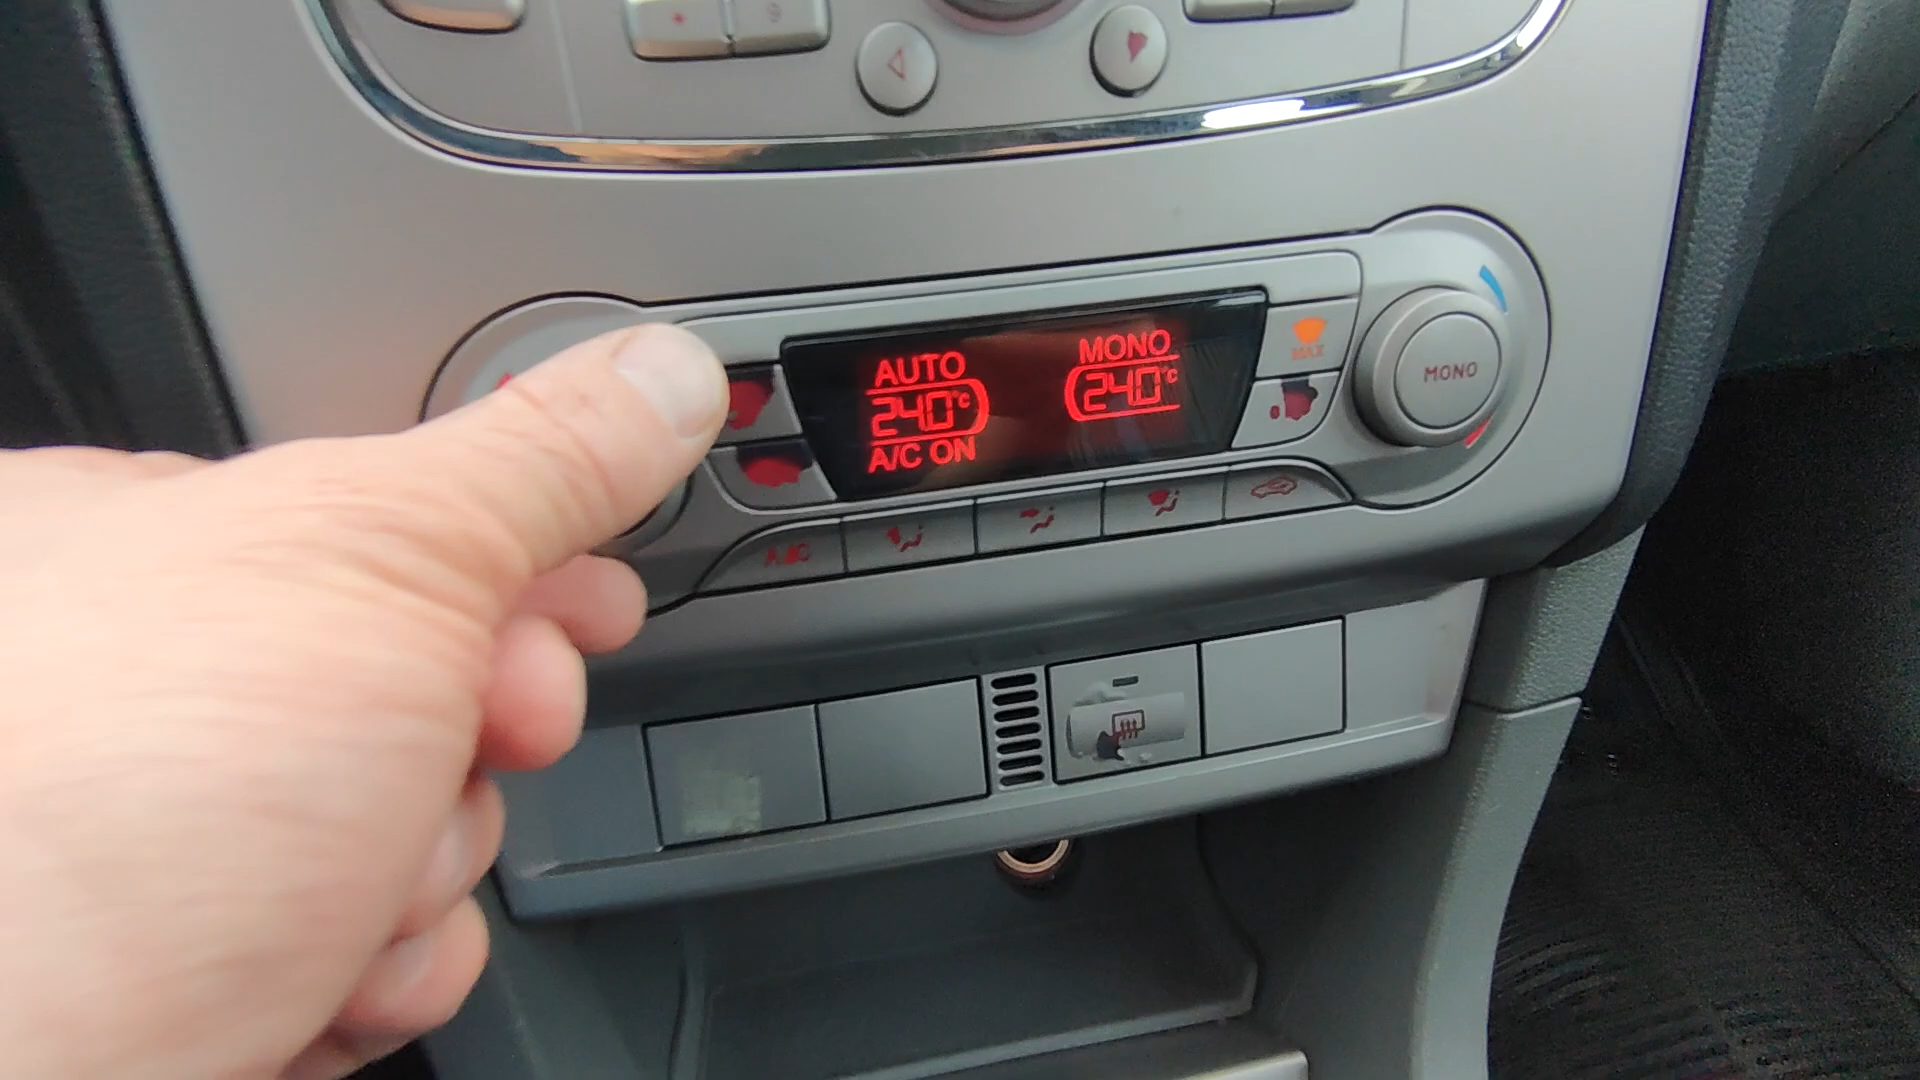 AUTO
24.0°C
A/C ON
MONO
24.0°C
MAX
MONO
A/C